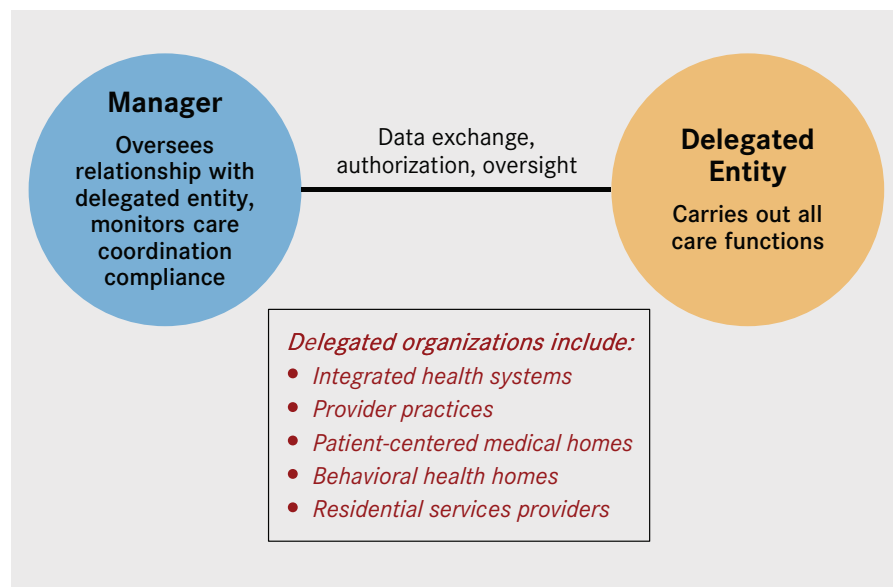 Manager
Oversees
relationship with
delegated entity,
monitors care
coordination
compliance
Data exchange,
authorization, oversight
Delegated
Entity
Carries out all
care functions
Delegated organizations include:
• Integrated health systems
• Provider practices
• Patient-centered medical homes
• Behavioral health homes
• Residential services providers